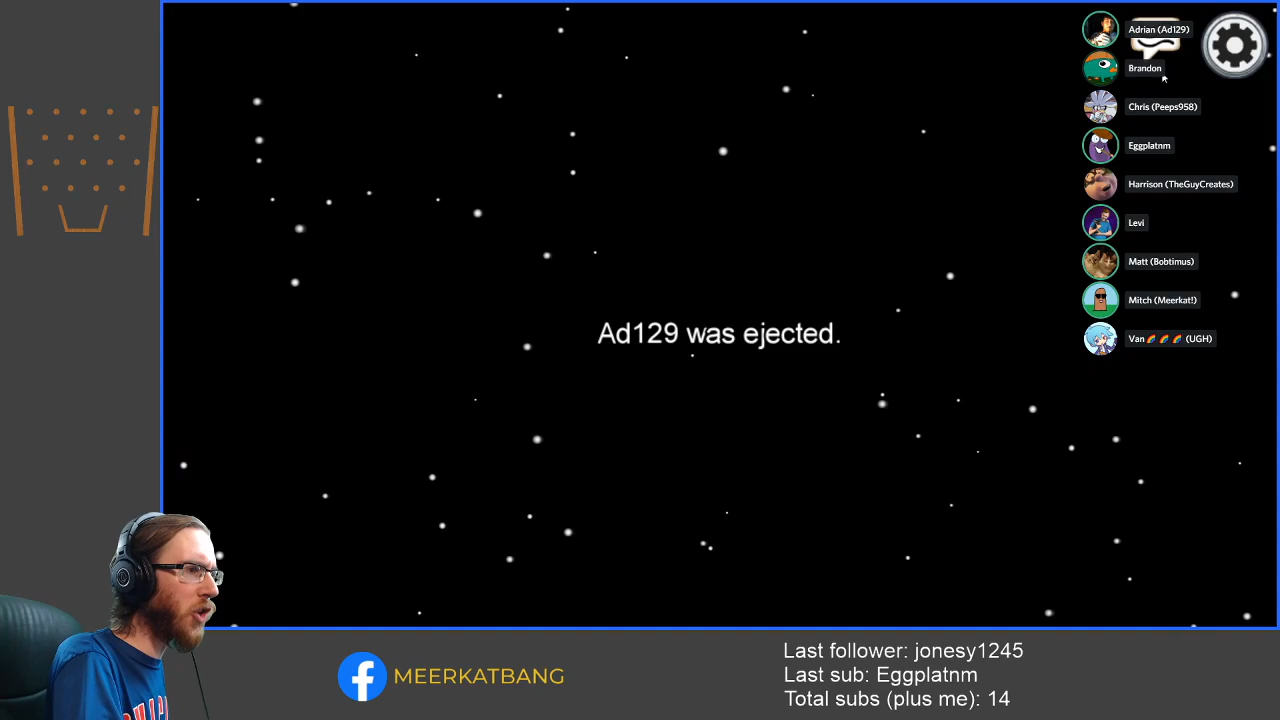 Adrian (Ad129)
Brandon
Chris (Peeps958)
Eggplatnm
Harrison (TheGuyCreates)
Levi
Matt (Bobtimus)
Mitch (Meerkat!)
Van🌈🌈🌈(UGH)
Ad129 was ejected.
MEERKATBANG
Last follower: jonesy1245
Last sub: Eggplatnm
Total subs (plus me): 14